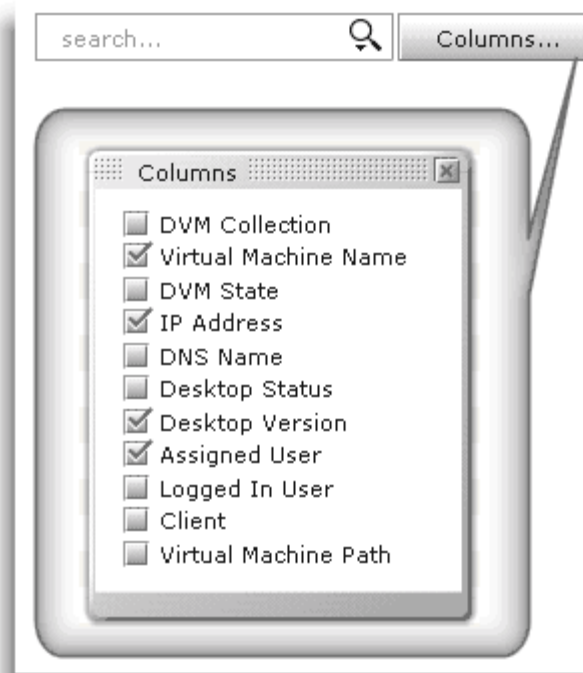 search...
Columns...
Columns
DVM Collection
Virtual Machine Name
DVM State
IP Address
DNS Name
Desktop Status
Desktop Version
Assigned User
Logged In User
Client
Virtual Machine Path